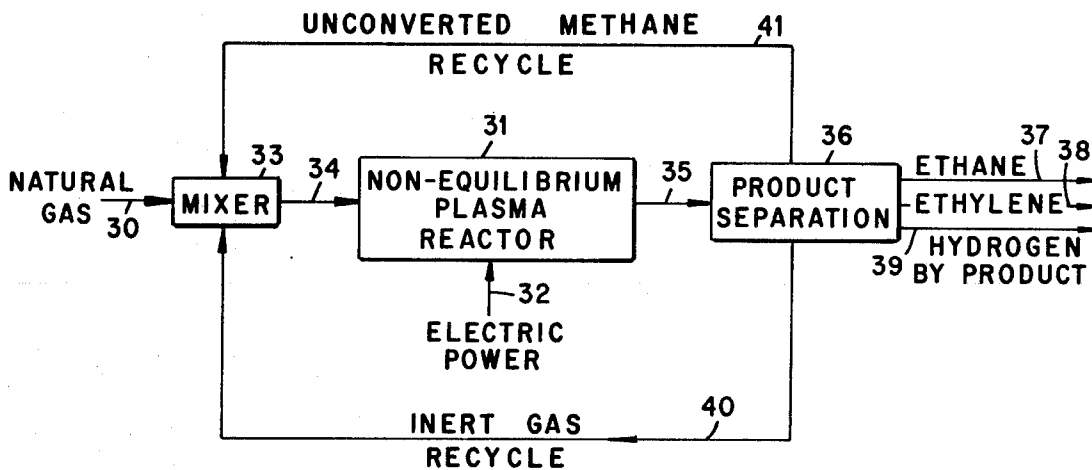 UNCONVERTED METHANE
41
RECYCLE
31
36
37
38
33
34
35
NATURAL
GAS
30
MIXER
NON-EQUILIBRIUM
PLASMA
REACTOR
PRODUCT
SEPARATION
ETHANE
ETHYLENE
39
HYDROGEN
BY PRODUCT
32
ELECTRIC
POWER
INERT GAS
40
RECYCLE